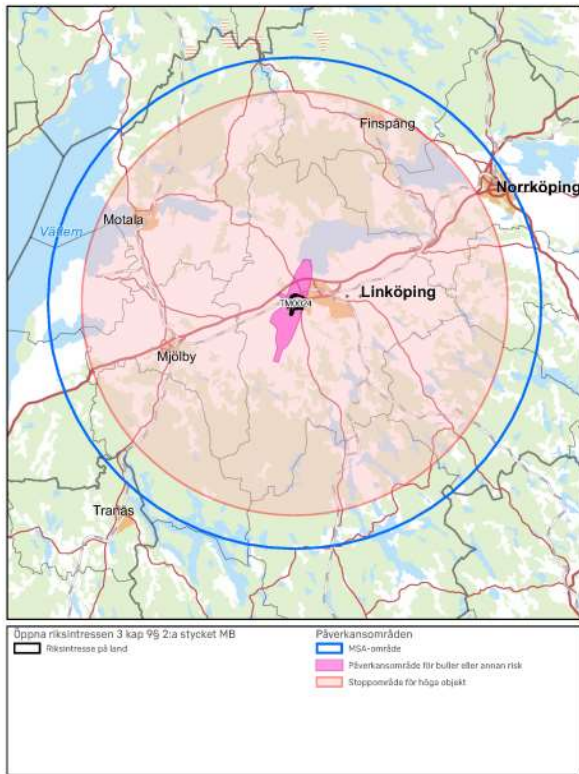 Finspång
Norrköping
Motala
Vättern
TM0024
Linköping
Mjölby
Tranås
Öppna riksintressen 3 kap 9§ 2:a stycket MB
Riksintresse på land
Påverkansområden
MSA-område
Påverkansområde för buller eller annan risk
Stoppområde för höga objekt